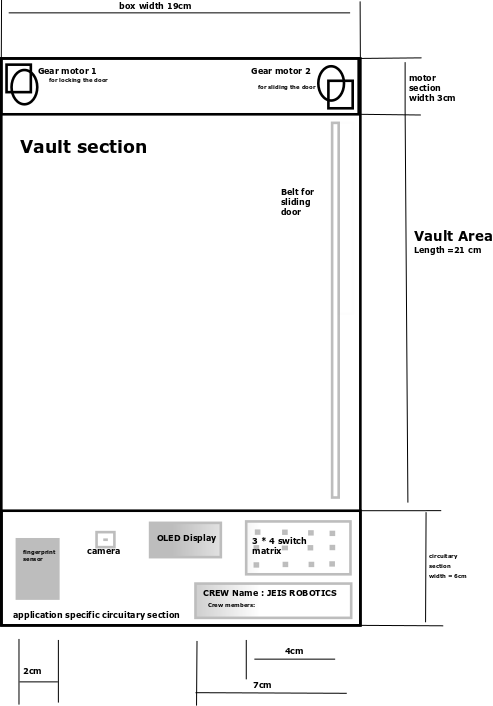 box width 19cm
Gear motor 1
for locking the door
Gear motor 2
for sliding the door
motor
section
width 3cm
Vault section
Belt for
sliding
door
Vault Area
Length =21 cm
fingerprint
sensor
camera
OLED Display
3 * 4 switch
matrix
circuitary
section
width = 6cm
CREW Name : JEIS ROBOTICS
Crew members:
application specific circuitary section
2cm
4cm
7cm